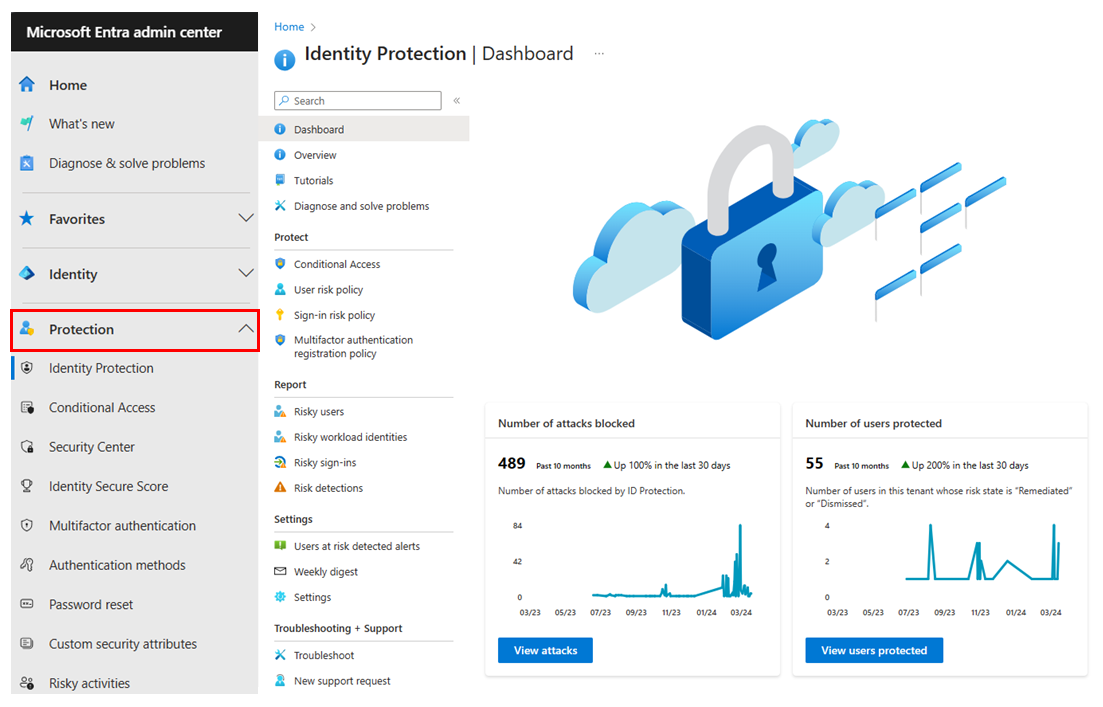 Microsoft Entra admin center
Home
What's new
Diagnose & solve problems
Favorites
Identity
Protection
Identity Protection
Conditional Access
Security Center
Identity Secure Score
Multifactor authentication
Authentication methods
Password reset
Custom security attributes
Risky activities
Home
Identity Protection | Dashboard ...
Search
Dashboard
Overview
Tutorials
Diagnose and solve problems
Protect
Conditional Access
User risk policy
Sign-in risk policy
Multifactor authentication
registration policy
Report
Risky users
Risky workload identities
Risky sign-ins
Risk detections
Settings
Users at risk detected alerts
Weekly digest
Settings
Troubleshooting + Support
Troubleshoot
New support request
Number of attacks blocked
489 Past 10 months Up 100% in the last 30 days
Number of attacks blocked by ID Protection.
84
42
0
03/23 05/23 07/23 09/23 11/23 01/24 03/24
View attacks
Number of users protected
55 Past 10 months Up 200% in the last 30 days
Number of users in this tenant whose risk state is “Remediated”
or “Dismissed”.
4
2
0
03/23 05/23 07/23 09/23 11/23 01/24 03/24
View users protected